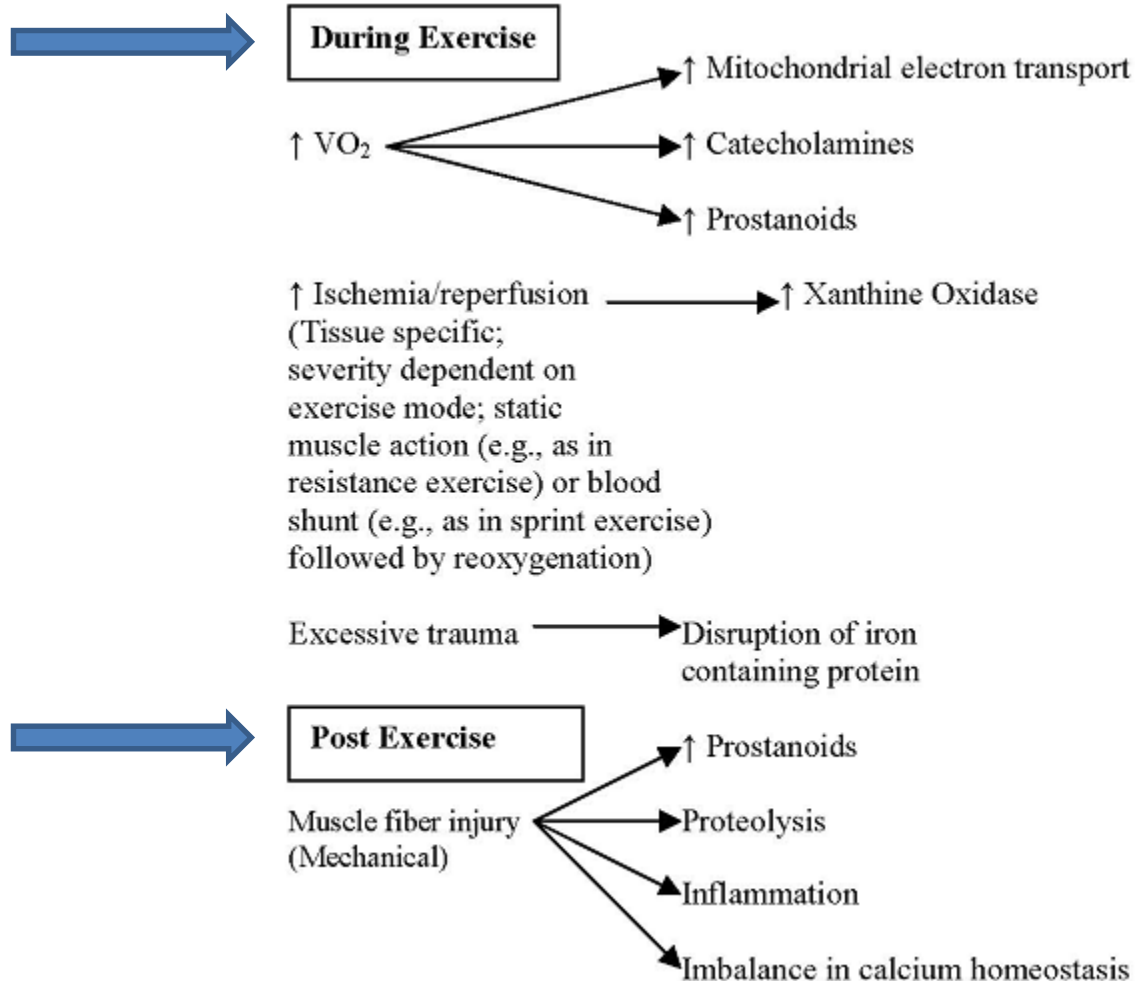 During Exercise
↑ Mitochondrial electron transport
↑ VO₂
↑ Catecholamines
↑ Prostanoids
↑ Ischemia/reperfusion
↑ Xanthine Oxidase
(Tissue specific;
severity dependent on
exercise mode; static
muscle action (e.g., as in
resistance exercise) or blood
shunt (e.g., as in sprint exercise)
followed by reoxygenation)
Excessive trauma
Disruption of iron
containing protein
Post Exercise
↑ Prostanoids
Muscle fiber injury
(Mechanical)
Proteolysis
Inflammation
Imbalance in calcium homeostasis